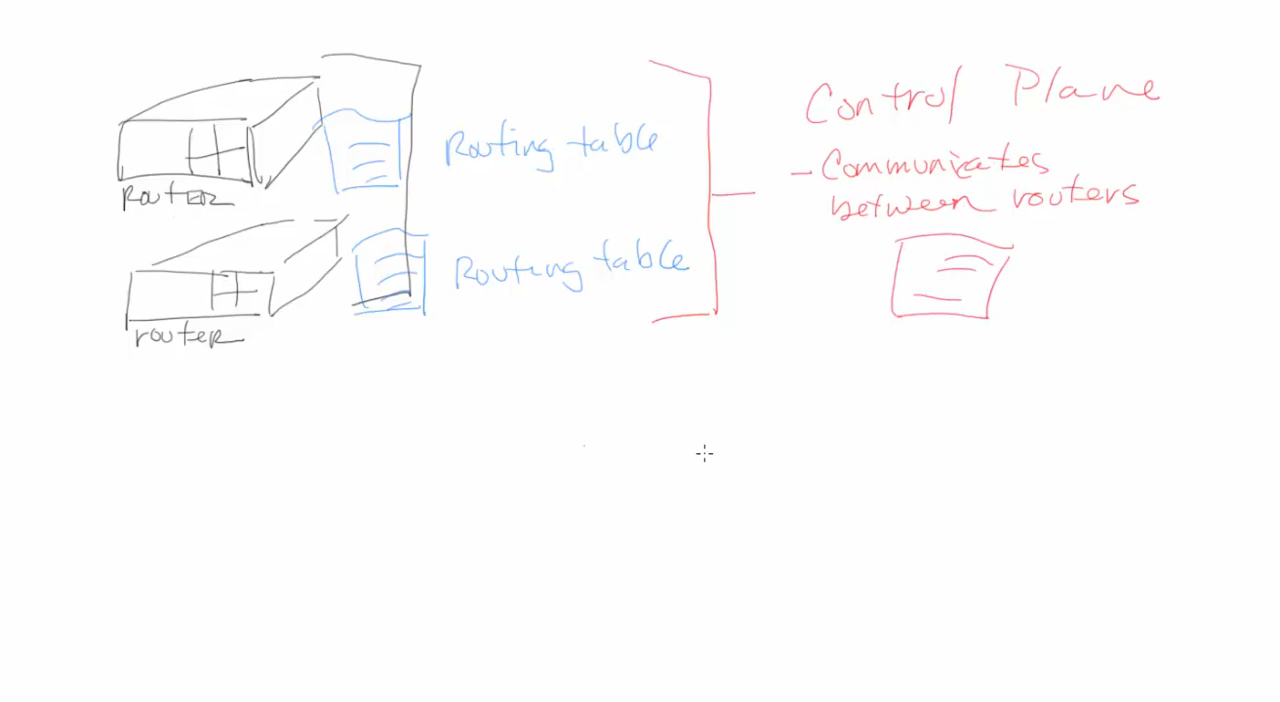 Router
Routing table
router
Routing table
Control Plane
- Communicates
between routers